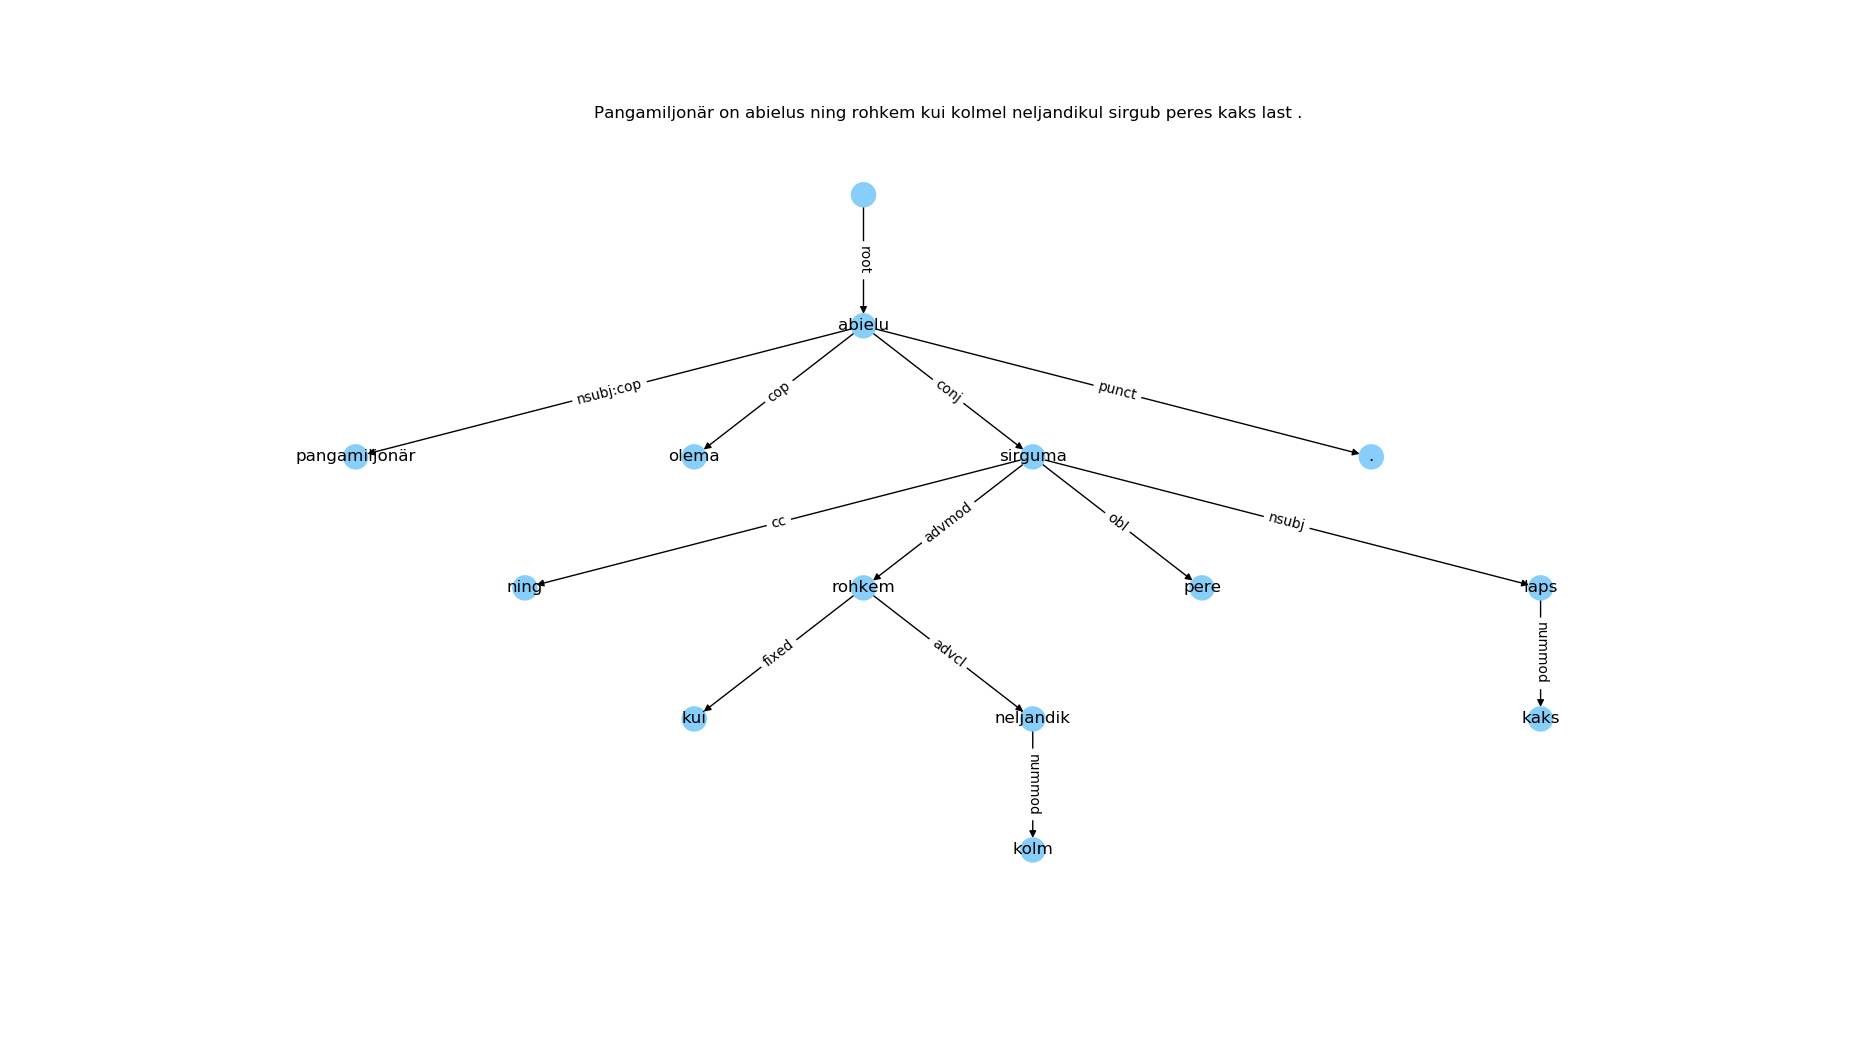 Pangamiljonär on abielus ning rohkem kui kolmel neljandikul sirgub peres kaks last .
root
abielu
nsubj:cop cop conj punct
pangamiljonär olema sirguma .
cc advmod obl nsubj
ning rohkem pere laps
fixed advcl nummod
kui neljandik kaks
nummod
kolm